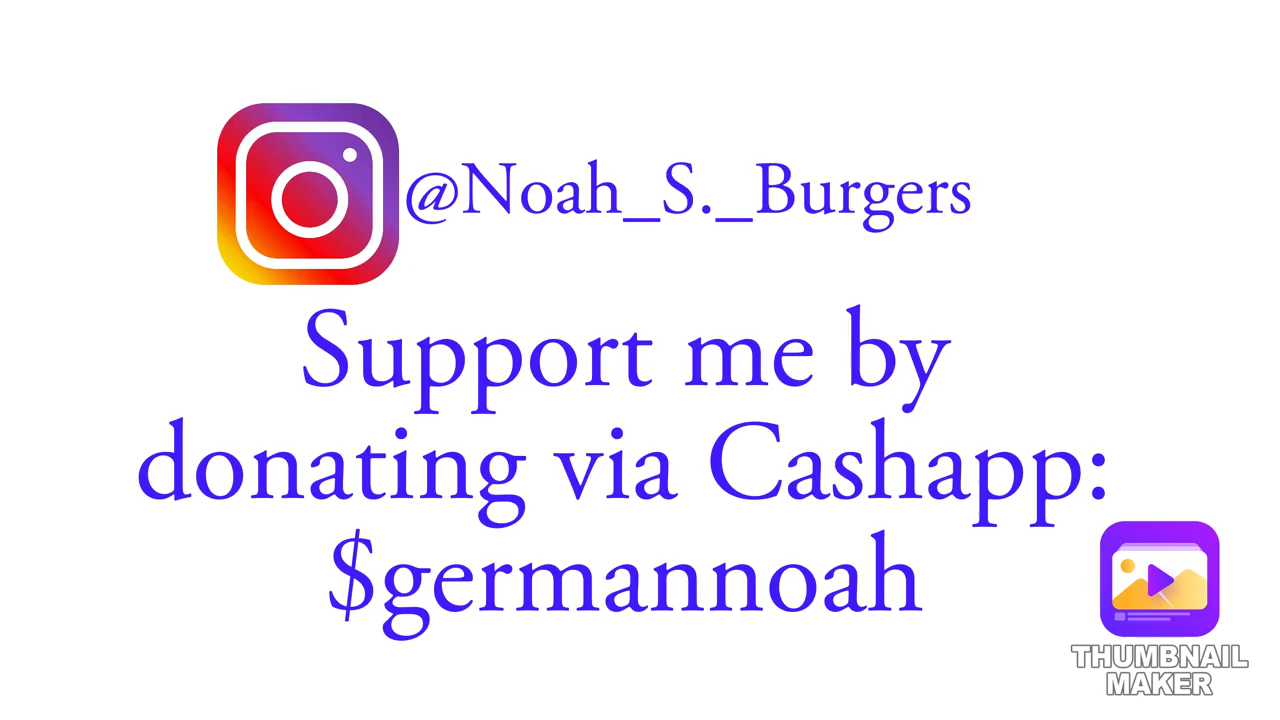 @Noah_S._Burgers
Support me by
donating via Cashapp:
$germannoah
THUMBNAIL
MAKER